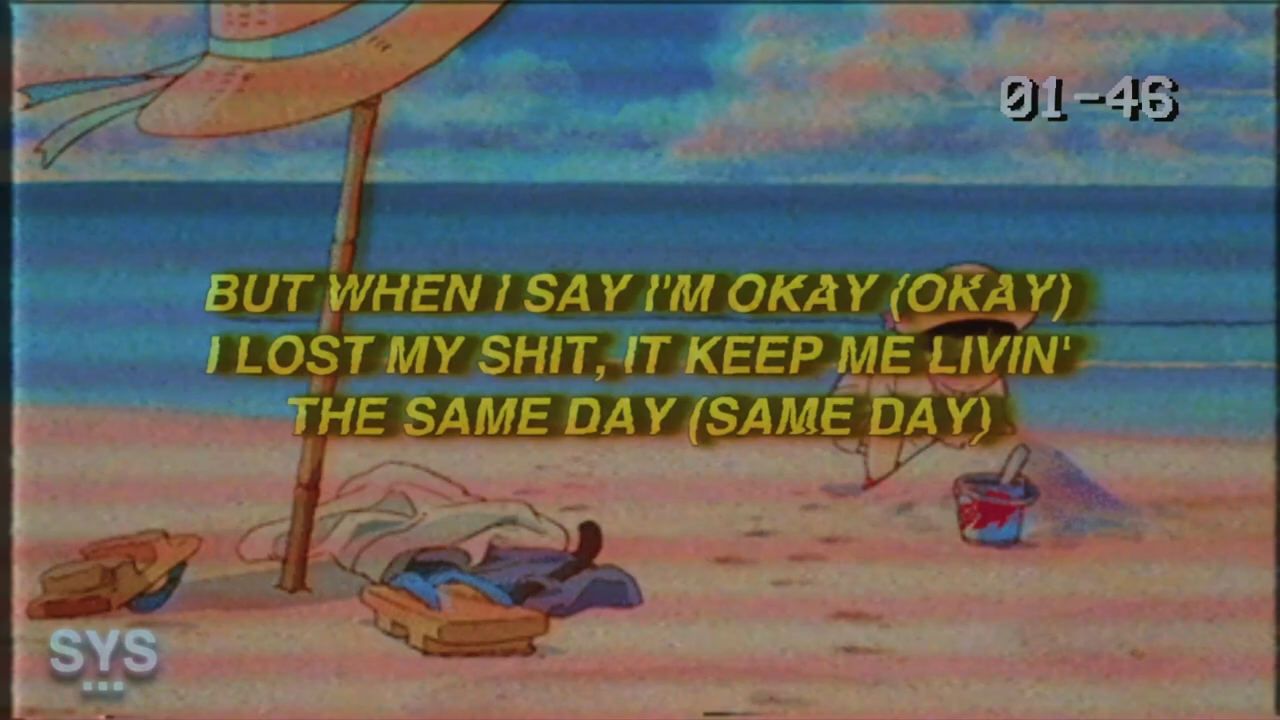 01-46
BUT WHEN I SAY I'M OKAY (OKAY)
I LOST MY SHIT, IT KEEP ME LIVIN'
THE SAME DAY (SAME DAY)
SYS